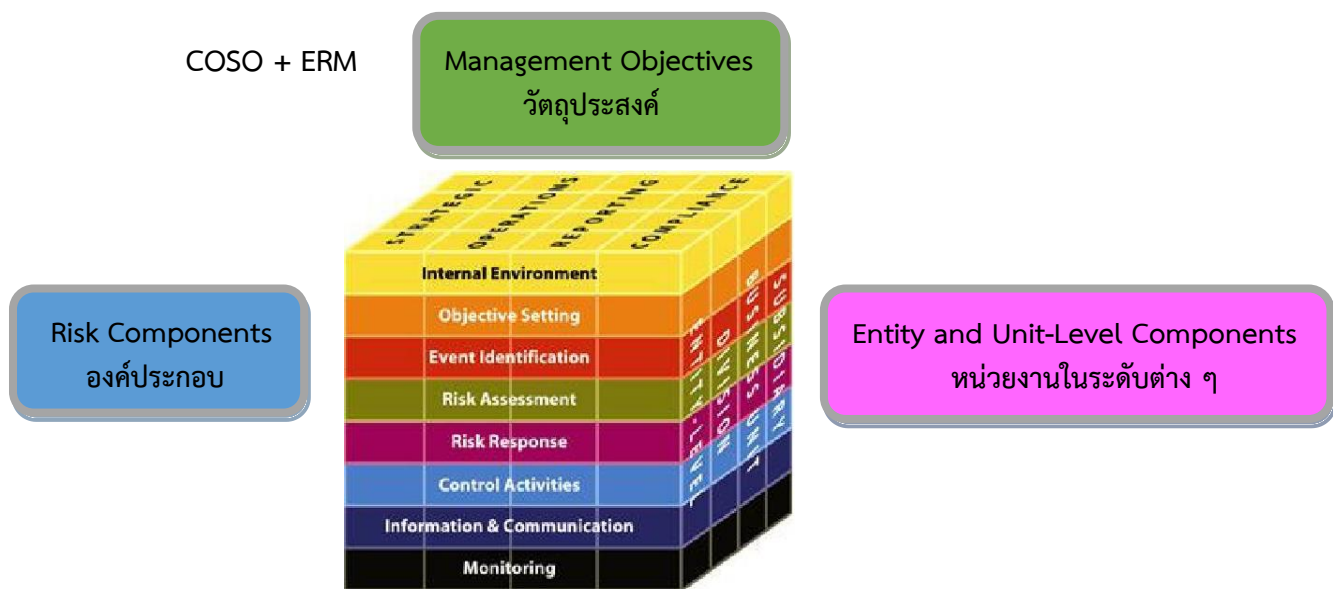 COSO + ERM
Management Objectives
วัตถุประสงค์
STRATEGIC
OPERATIONS
REPORTING
COMPLIANCE
Internal Environment
Objective Setting
Event Identification
Risk Assessment
Risk Response
Control Activities
Information & Communication
Monitoring
ENTITY-LEVEL
DIVISION
BUSINESS UNIT
SUBSIDIARY
Risk Components
องค์ประกอบ
Entity and Unit-Level Components
หน่วยงานในระดับต่าง ๆ